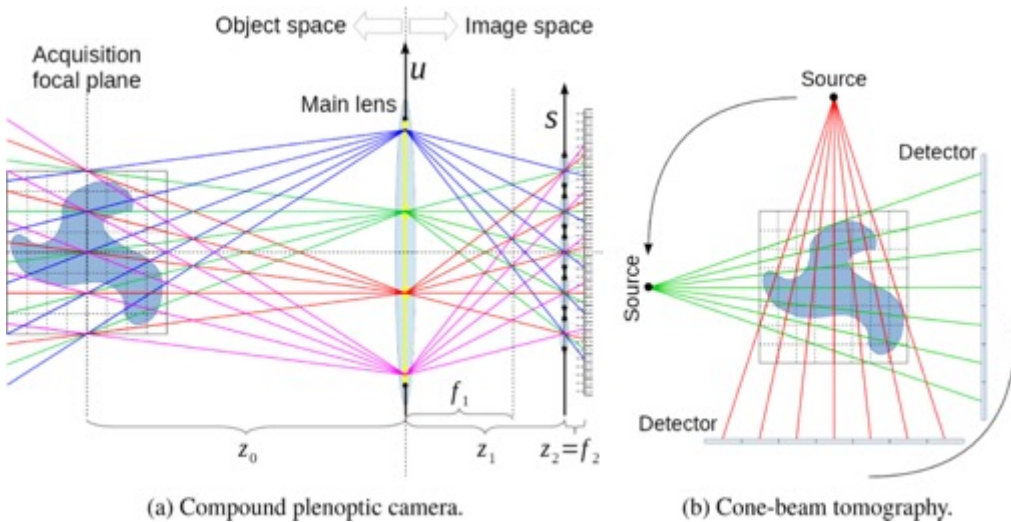 Object space
Image space
Acquisition
focal plane
u
Main lens
s
f₁
z₀
z₁
z₂=f₂
(a) Compound plenoptic camera.
Source
Detector
Source
Detector
(b) Cone-beam tomography.